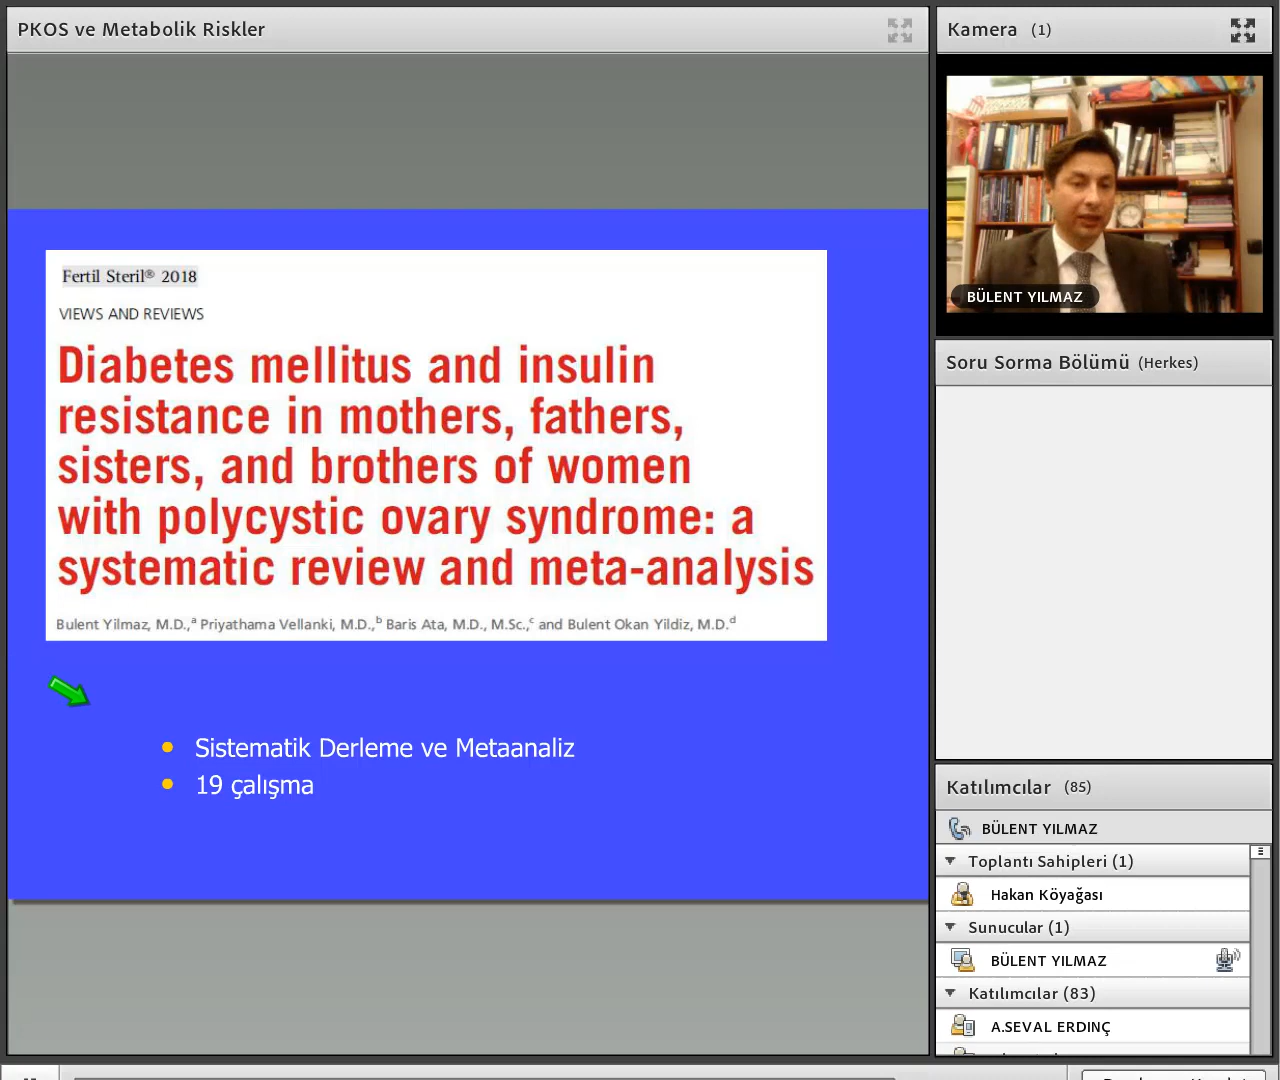 PKOS ve Metabolik Riskler
Fertil Steril® 2018
VIEWS AND REVIEWS
Diabetes mellitus and insulin
resistance in mothers, fathers,
sisters, and brothers of women
with polycystic ovary syndrome: a
systematic review and meta-analysis
Bulent Yilmaz, M.D.,ª Priyathama Vellanki, M.D.,ᵇ Baris Ata, M.D., M.Sc.,ᶜ and Bulent Okan Yildiz, M.D.ᵈ
• Sistematik Derleme ve Metaanaliz
• 19 çalışma
Kamera (1)
BÜLENT YILMAZ
Soru Sorma Bölümü (Herkes)
Katılımcılar (85)
BÜLENT YILMAZ
Toplantı Sahipleri (1)
Hakan Köyağası
Sunucular (1)
BÜLENT YILMAZ
Katılımcılar (83)
A.SEVAL ERDINÇ